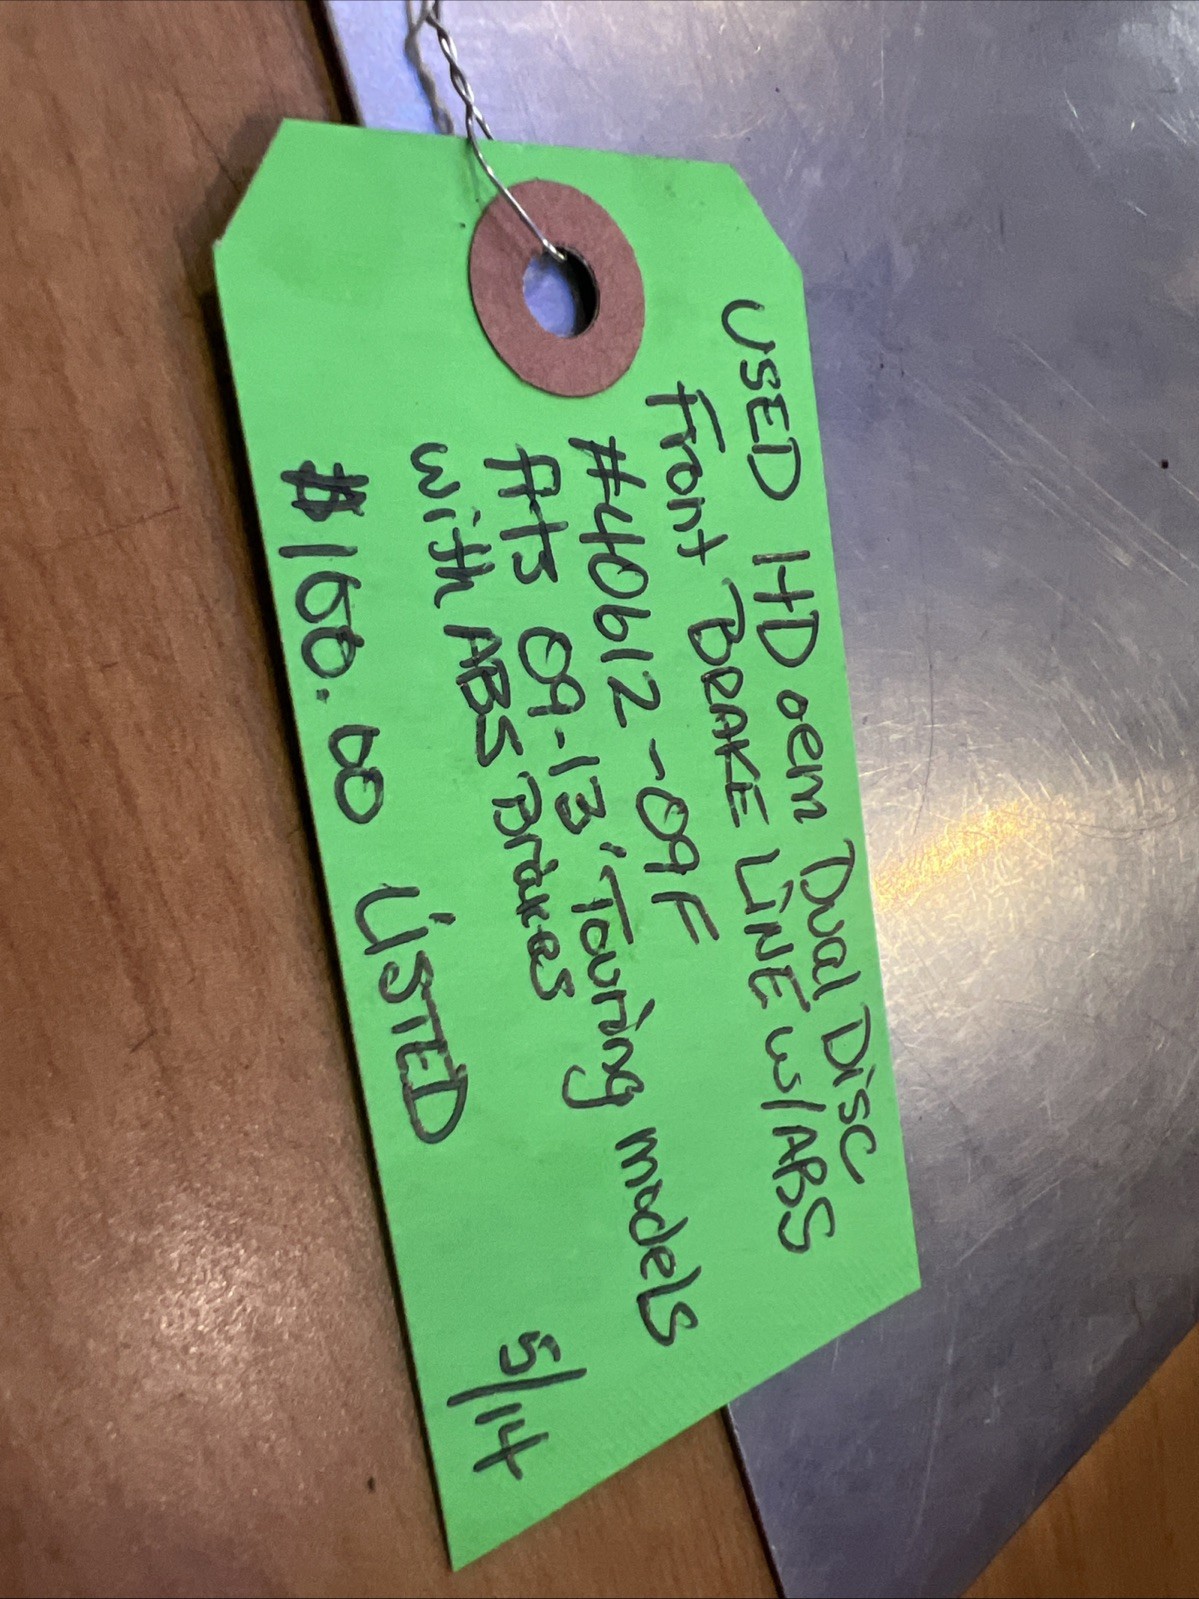 USED HD oem Dual Disc
Front BRAKE LINE w/ABS
#40612-09F
fits 09-13' Touring models
with ABS Brakes
$160.00 LISTED
5/14